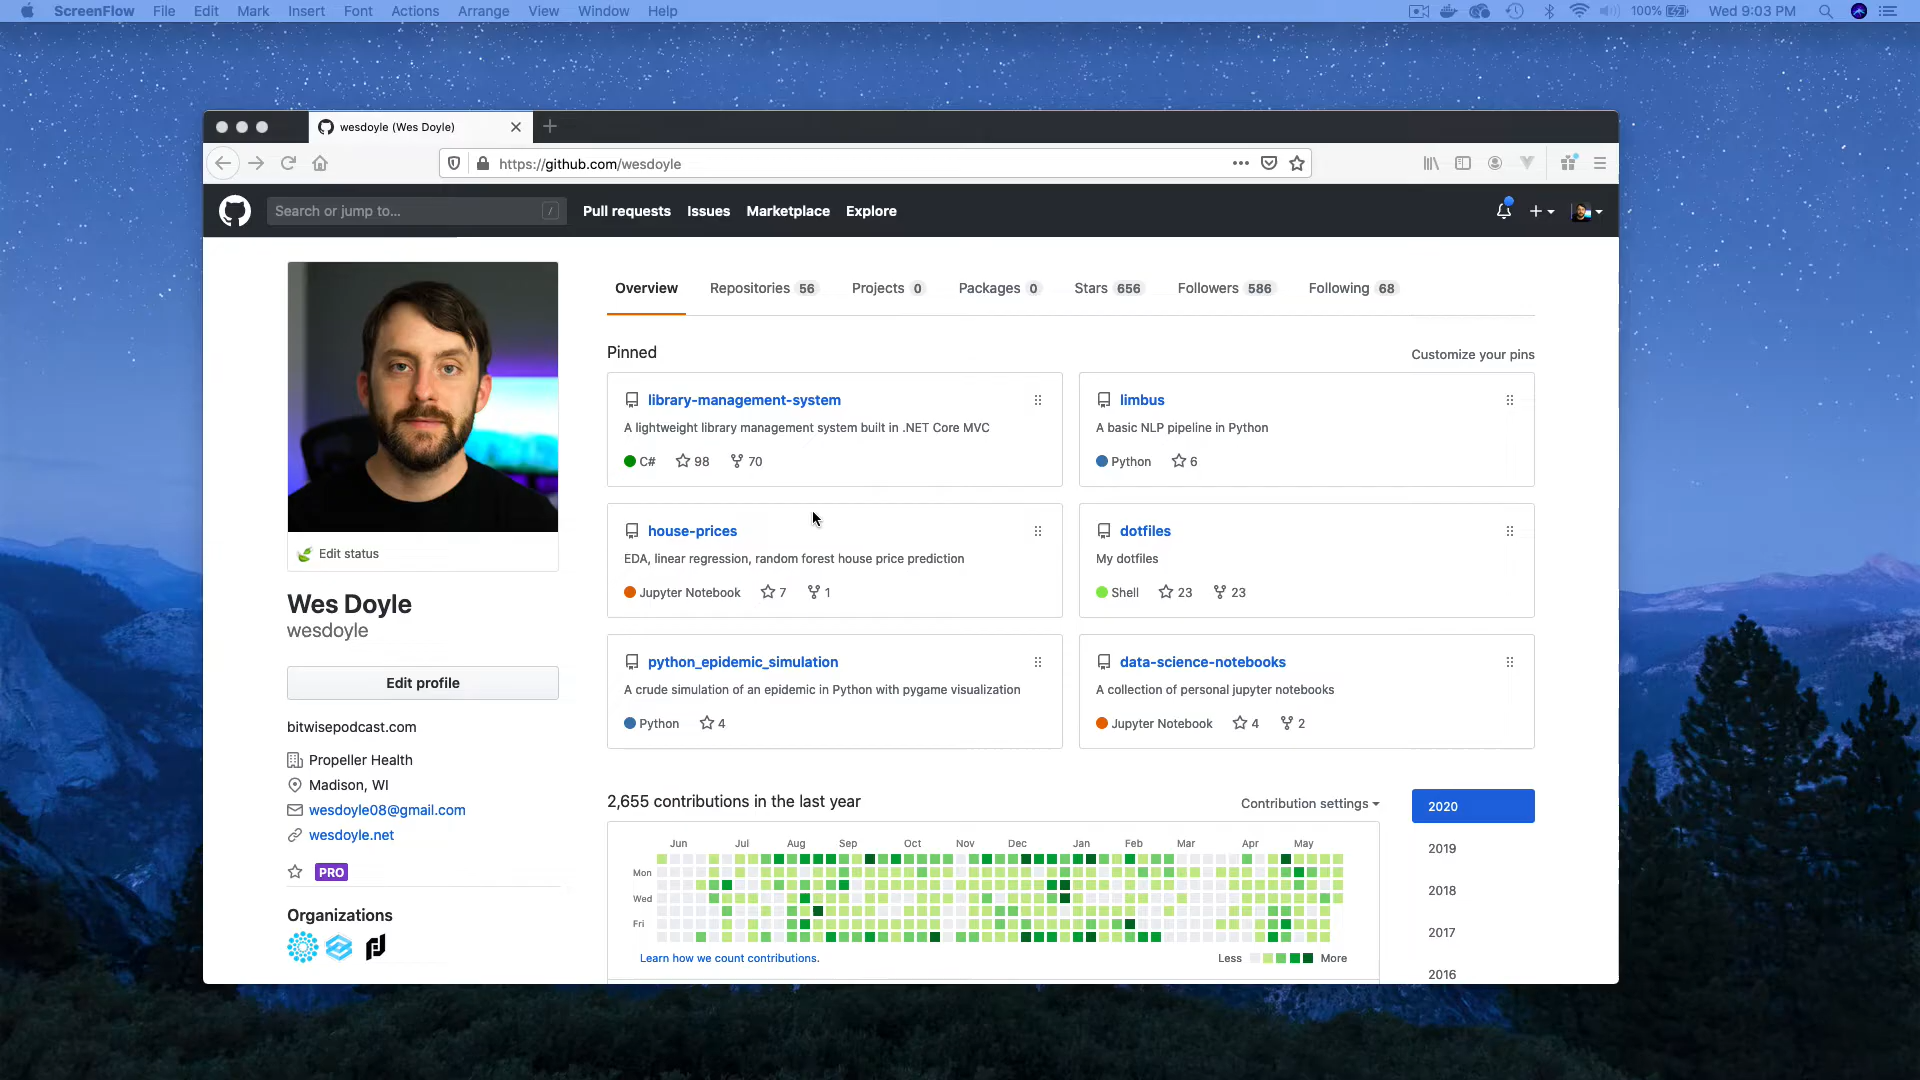 ScreenFlow File Edit Mark Insert Font Actions Arrange View Window Help 100% Wed 9:03 PM
wesdoyle (Wes Doyle)
https://github.com/wesdoyle
Search or jump to... / Pull requests Issues Marketplace Explore
Overview Repositories 56 Projects 0 Packages 0 Stars 656 Followers 586 Following 68
Pinned Customize your pins
library-management-system
A lightweight library management system built in .NET Core MVC
C# 98 70
limbus
A basic NLP pipeline in Python
Python 6
house-prices
EDA, linear regression, random forest house price prediction
Jupyter Notebook 7 1
dotfiles
My dotfiles
Shell 23 23
python_epidemic_simulation
A crude simulation of an epidemic in Python with pygame visualization
Python 4
data-science-notebooks
A collection of personal jupyter notebooks
Jupyter Notebook 4 2
Edit status
Wes Doyle
wesdoyle
Edit profile
bitwisepodcast.com
Propeller Health
Madison, WI
wesdoyle08@gmail.com
wesdoyle.net
PRO
Organizations
2,655 contributions in the last year Contribution settings
Jun Jul Aug Sep Oct Nov Dec Jan Feb Mar Apr May
Mon
Wed
Fri
Learn how we count contributions. Less More
2020
2019
2018
2017
2016